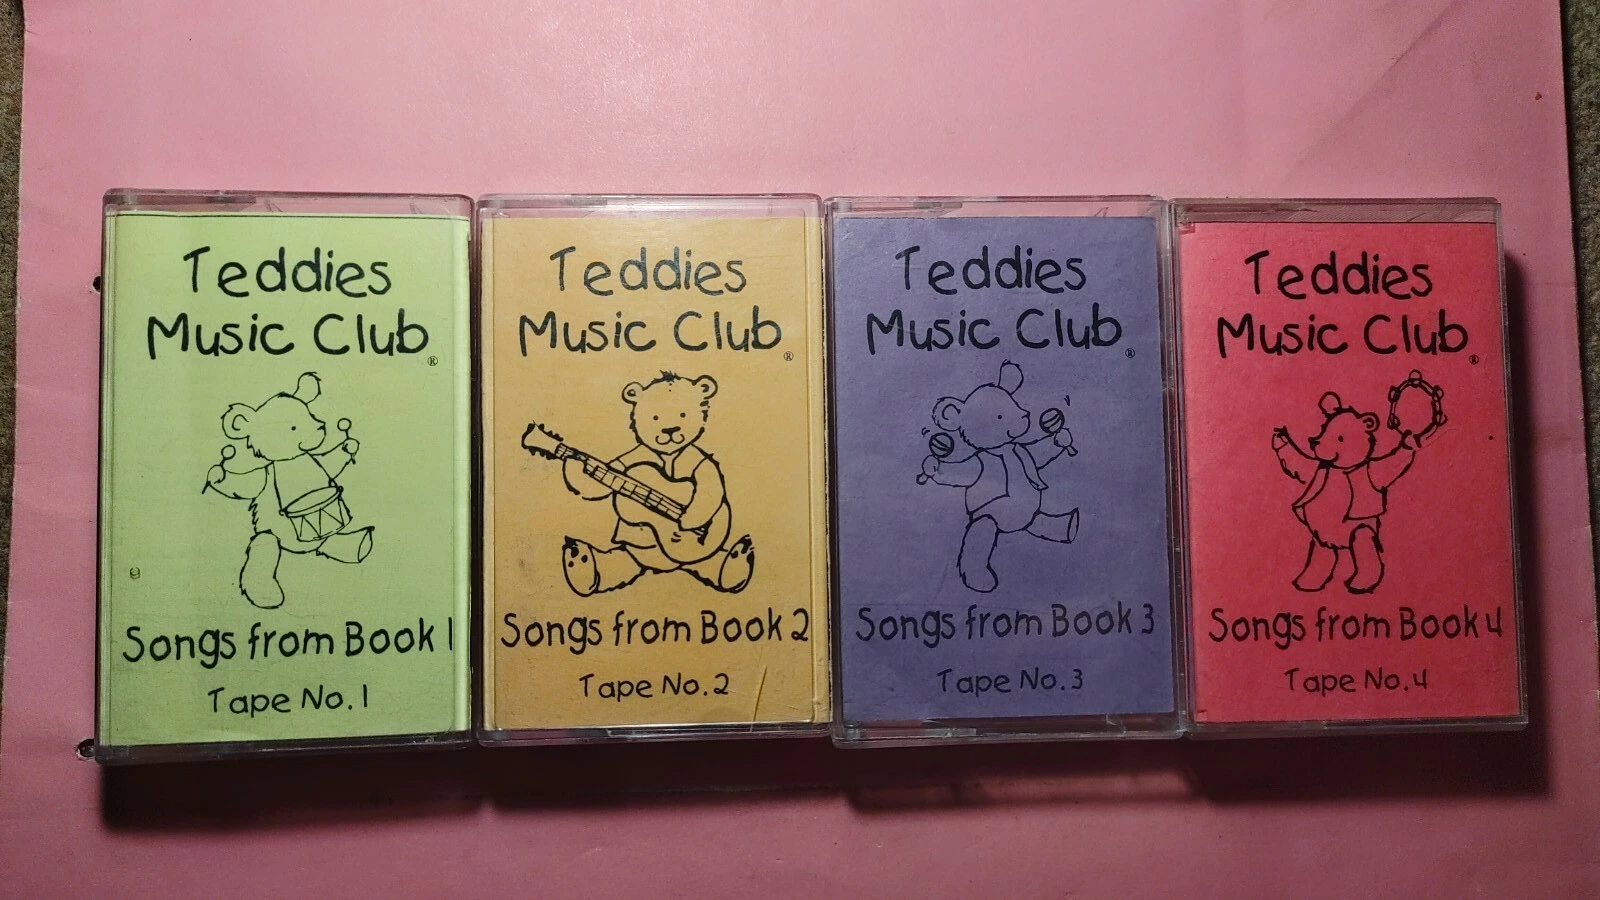 Teddies
Music Club®
Songs from Book 1
Tape No. 1
Teddies
Music Club®
Songs from Book 2
Tape No. 2
Teddies
Music Club®
Songs from Book 3
Tape No. 3
Teddies
Music Club®
Songs from Book 4
Tape No. 4